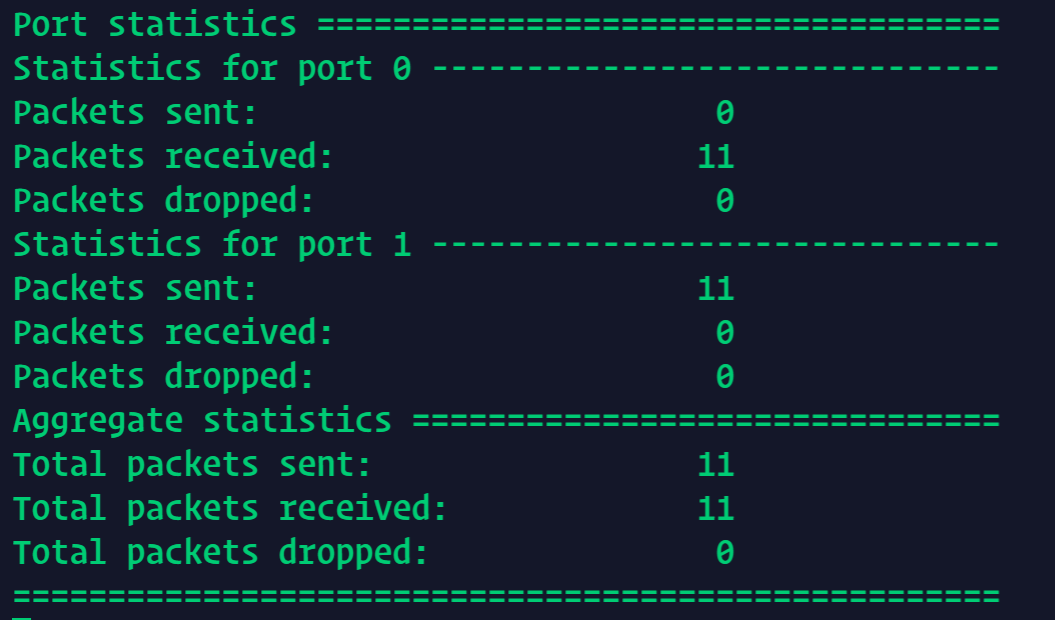 Port statistics ====================================
Statistics for port 0 ------------------------------
Packets sent:                        0
Packets received:                   11
Packets dropped:                     0
Statistics for port 1 ------------------------------
Packets sent:                       11
Packets received:                    0
Packets dropped:                     0
Aggregate statistics ===============================
Total packets sent:                 11
Total packets received:             11
Total packets dropped:               0
====================================================